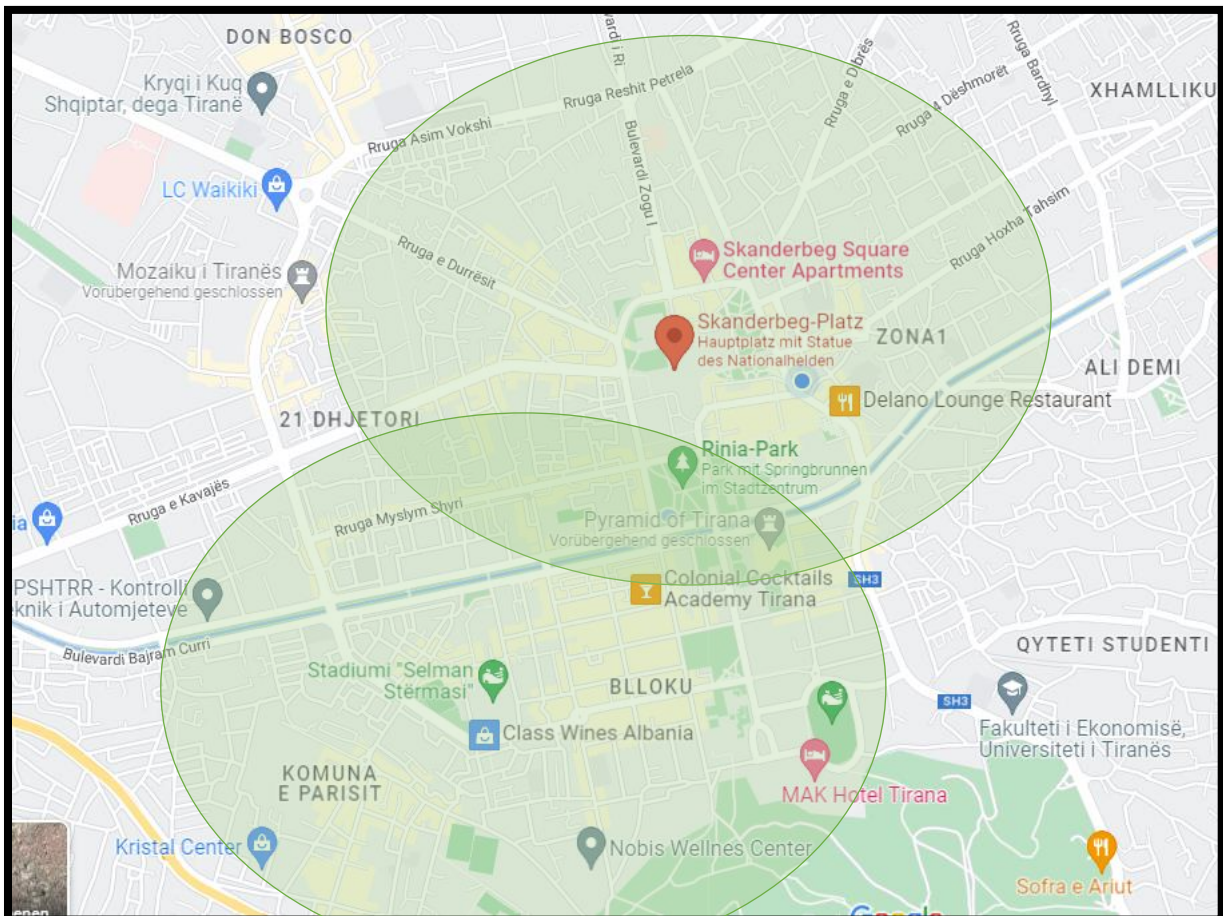 DON BOSCO
Kryqi i Kuq
Shqiptar, dega Tiranë
Rruga Reshit Petrela
Rruga e Dibrës
Rruga Bardhyl
Rruga 4 Dëshmorët
XHAMLLIKU
Rruga Asim Vokshi
Bulevardi Zogu I
LC Waikiki
Rruga e Durrësit
Rruga Hoxha Tahsim
Skanderbeg Square
Center Apartments
Mozaiku i Tiranës
Vorübergehend geschlossen
Skanderbeg-Platz
Hauptplatz mit Statue
des Nationalhelden
ZONA1
ALI DEMI
Delano Lounge Restaurant
21 DHJETORI
Rinia-Park
Park mit Springbrunnen
im Stadtzentrum
Rruga e Kavajës
Rruga Myslym Shyri
Pyramid of Tirana
Vorübergehend geschlossen
PSHTRR - Kontrolli
knik i Automjeteve
Colonial Cocktails
Academy Tirana
SH3
Bulevardi Bajram Curri
QYTETI STUDENTI
Stadiumi "Selman
Stërmasi"
BLLOKU
SH3
Class Wines Albania
Fakulteti i Ekonomisë,
Universiteti i Tiranës
KOMUNA
E PARISIT
MAK Hotel Tirana
Kristal Center
Nobis Wellnes Center
Sofra e Ariut